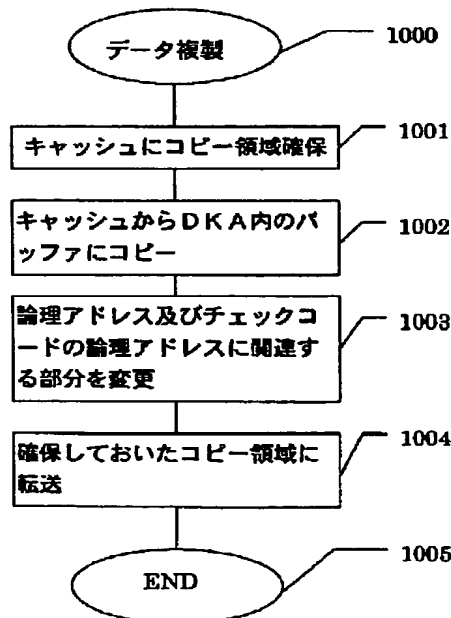 データ複製
1000
キャッシュにコピー領域確保
1001
キャッシュからDKA内のバ
ッファにコピー
1002
論理アドレス及びチェックコ
ードの論理アドレスに関連す
る部分を変更
1003
確保しておいたコピー領域に
転送
1004
END
1005